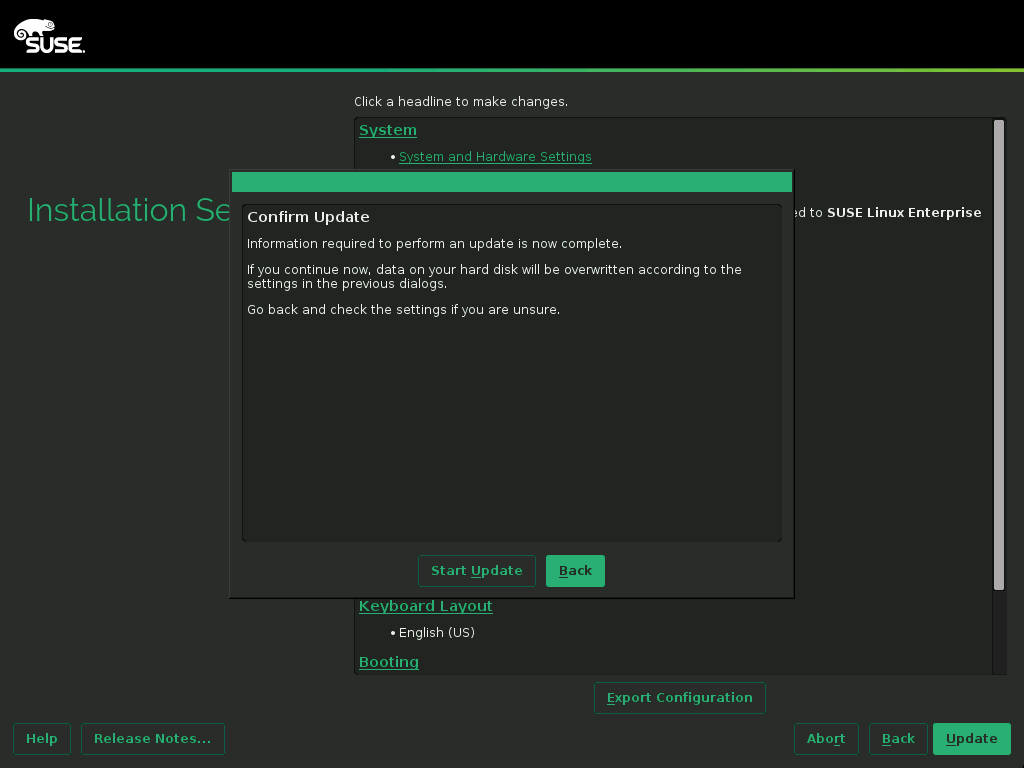 SUSE
Click a headline to make changes.
System
• System and Hardware Settings
Installation Se
ed to SUSE Linux Enterprise
Confirm Update
Information required to perform an update is now complete.
If you continue now, data on your hard disk will be overwritten according to the
settings in the previous dialogs.
Go back and check the settings if you are unsure.
Start Update
Back
Keyboard Layout
• English (US)
Booting
Export Configuration
Help
Release Notes...
Abort
Back
Update